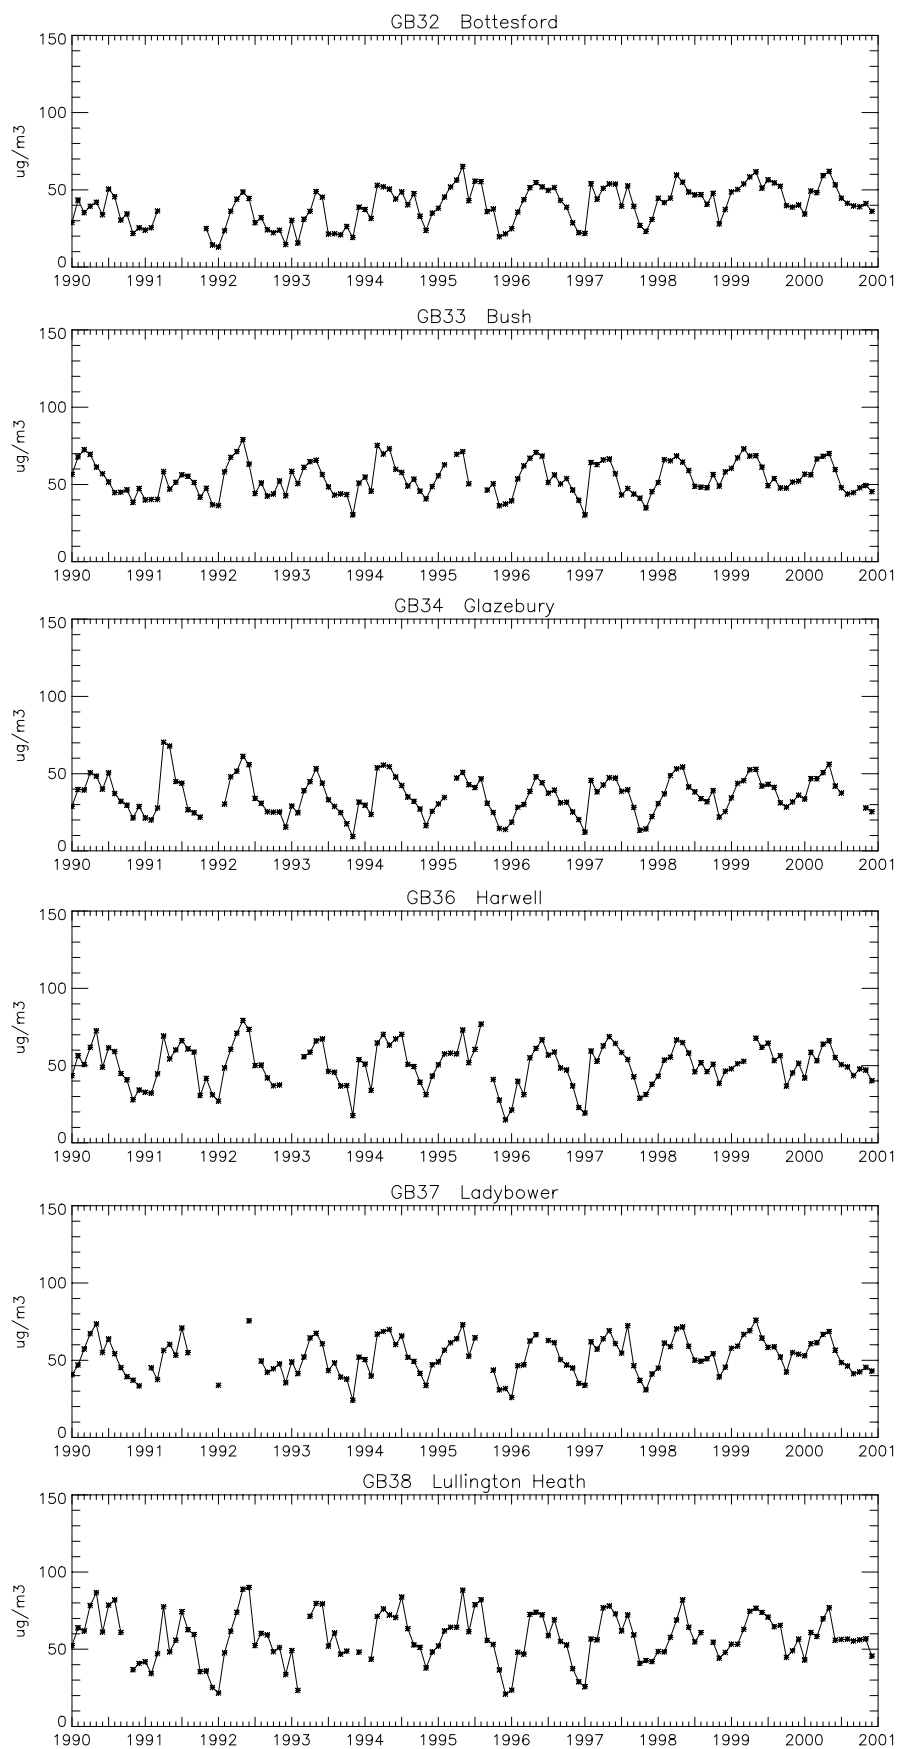 GB32 Bottesford
150
100
50
0
ug/m3
1990 1991 1992 1993 1994 1995 1996 1997 1998 1999 2000 2001
GB33 Bush
150
100
50
0
ug/m3
1990 1991 1992 1993 1994 1995 1996 1997 1998 1999 2000 2001
GB34 Glazebury
150
100
50
0
ug/m3
1990 1991 1992 1993 1994 1995 1996 1997 1998 1999 2000 2001
GB36 Harwell
150
100
50
0
ug/m3
1990 1991 1992 1993 1994 1995 1996 1997 1998 1999 2000 2001
GB37 Ladybower
150
100
50
0
ug/m3
1990 1991 1992 1993 1994 1995 1996 1997 1998 1999 2000 2001
GB38 Lullington Heath
150
100
50
0
ug/m3
1990 1991 1992 1993 1994 1995 1996 1997 1998 1999 2000 2001